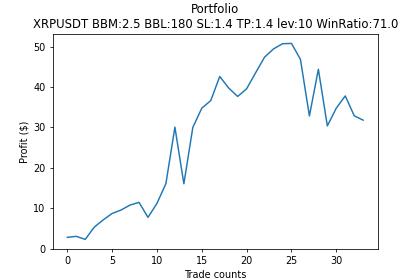 Portfolio
XRPUSDT BBM:2.5 BBL:180 SL:1.4 TP:1.4 lev:10 WinRatio:71.0
50
40
30
20
10
0
Profit ($)
0 5 10 15 20 25 30
Trade counts